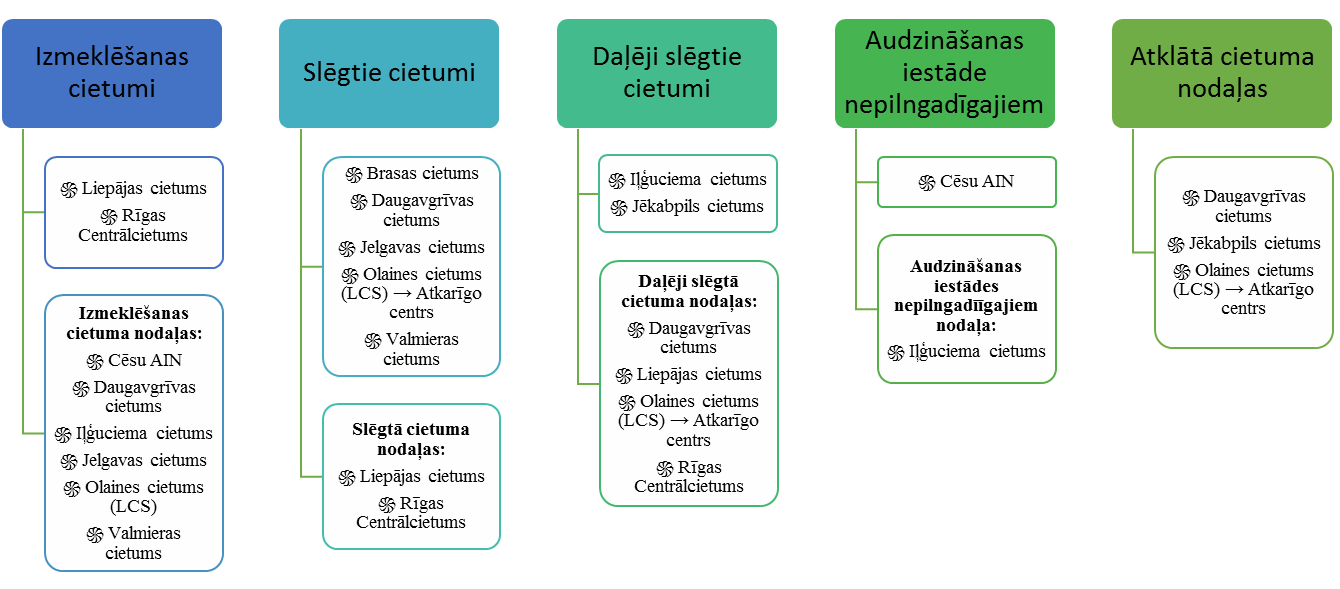 Izmeklēšanas
cietumi
֍ Liepājas cietums
֍ Rīgas
Centrālcietums
Izmeklēšanas
cietuma nodaļas:
֍ Cēsu AIN
֍ Daugavgrīvas
cietums
֍ Iļģuciema cietums
֍ Jelgavas cietums
֍ Olaines cietums
(LCS)
֍ Valmieras
cietums
Slēgtie cietumi
֍ Brasas cietums
֍ Daugavgrīvas
cietums
֍ Jelgavas cietums
֍ Olaines cietums
(LCS) → Atkarīgo
centrs
֍ Valmieras
cietums
Slēgtā cietuma
nodaļas:
֍ Liepājas cietums
֍ Rīgas
Centrālcietums
Daļēji slēgtie
cietumi
֍ Iļģuciema cietums
֍ Jēkabpils cietums
Daļēji slēgtā
cietuma nodaļas:
֍ Daugavgrīvas
cietums
֍ Liepājas cietums
֍ Olaines cietums
(LCS) → Atkarīgo
centrs
֍ Rīgas
Centrālcietums
Audzināšanas
iestāde
nepilngadīgajiem
֍ Cēsu AIN
Audzināšanas
iestādes
nepilngadīīgajiem
nodaļa:
֍ Iļģuciema cietums
Atklātā cietuma
nodaļas
֍ Daugavgrīvas
cietums
֍ Jēkabpils cietums
֍ Olaines cietums
(LCS) → Atkarīgo
centrs